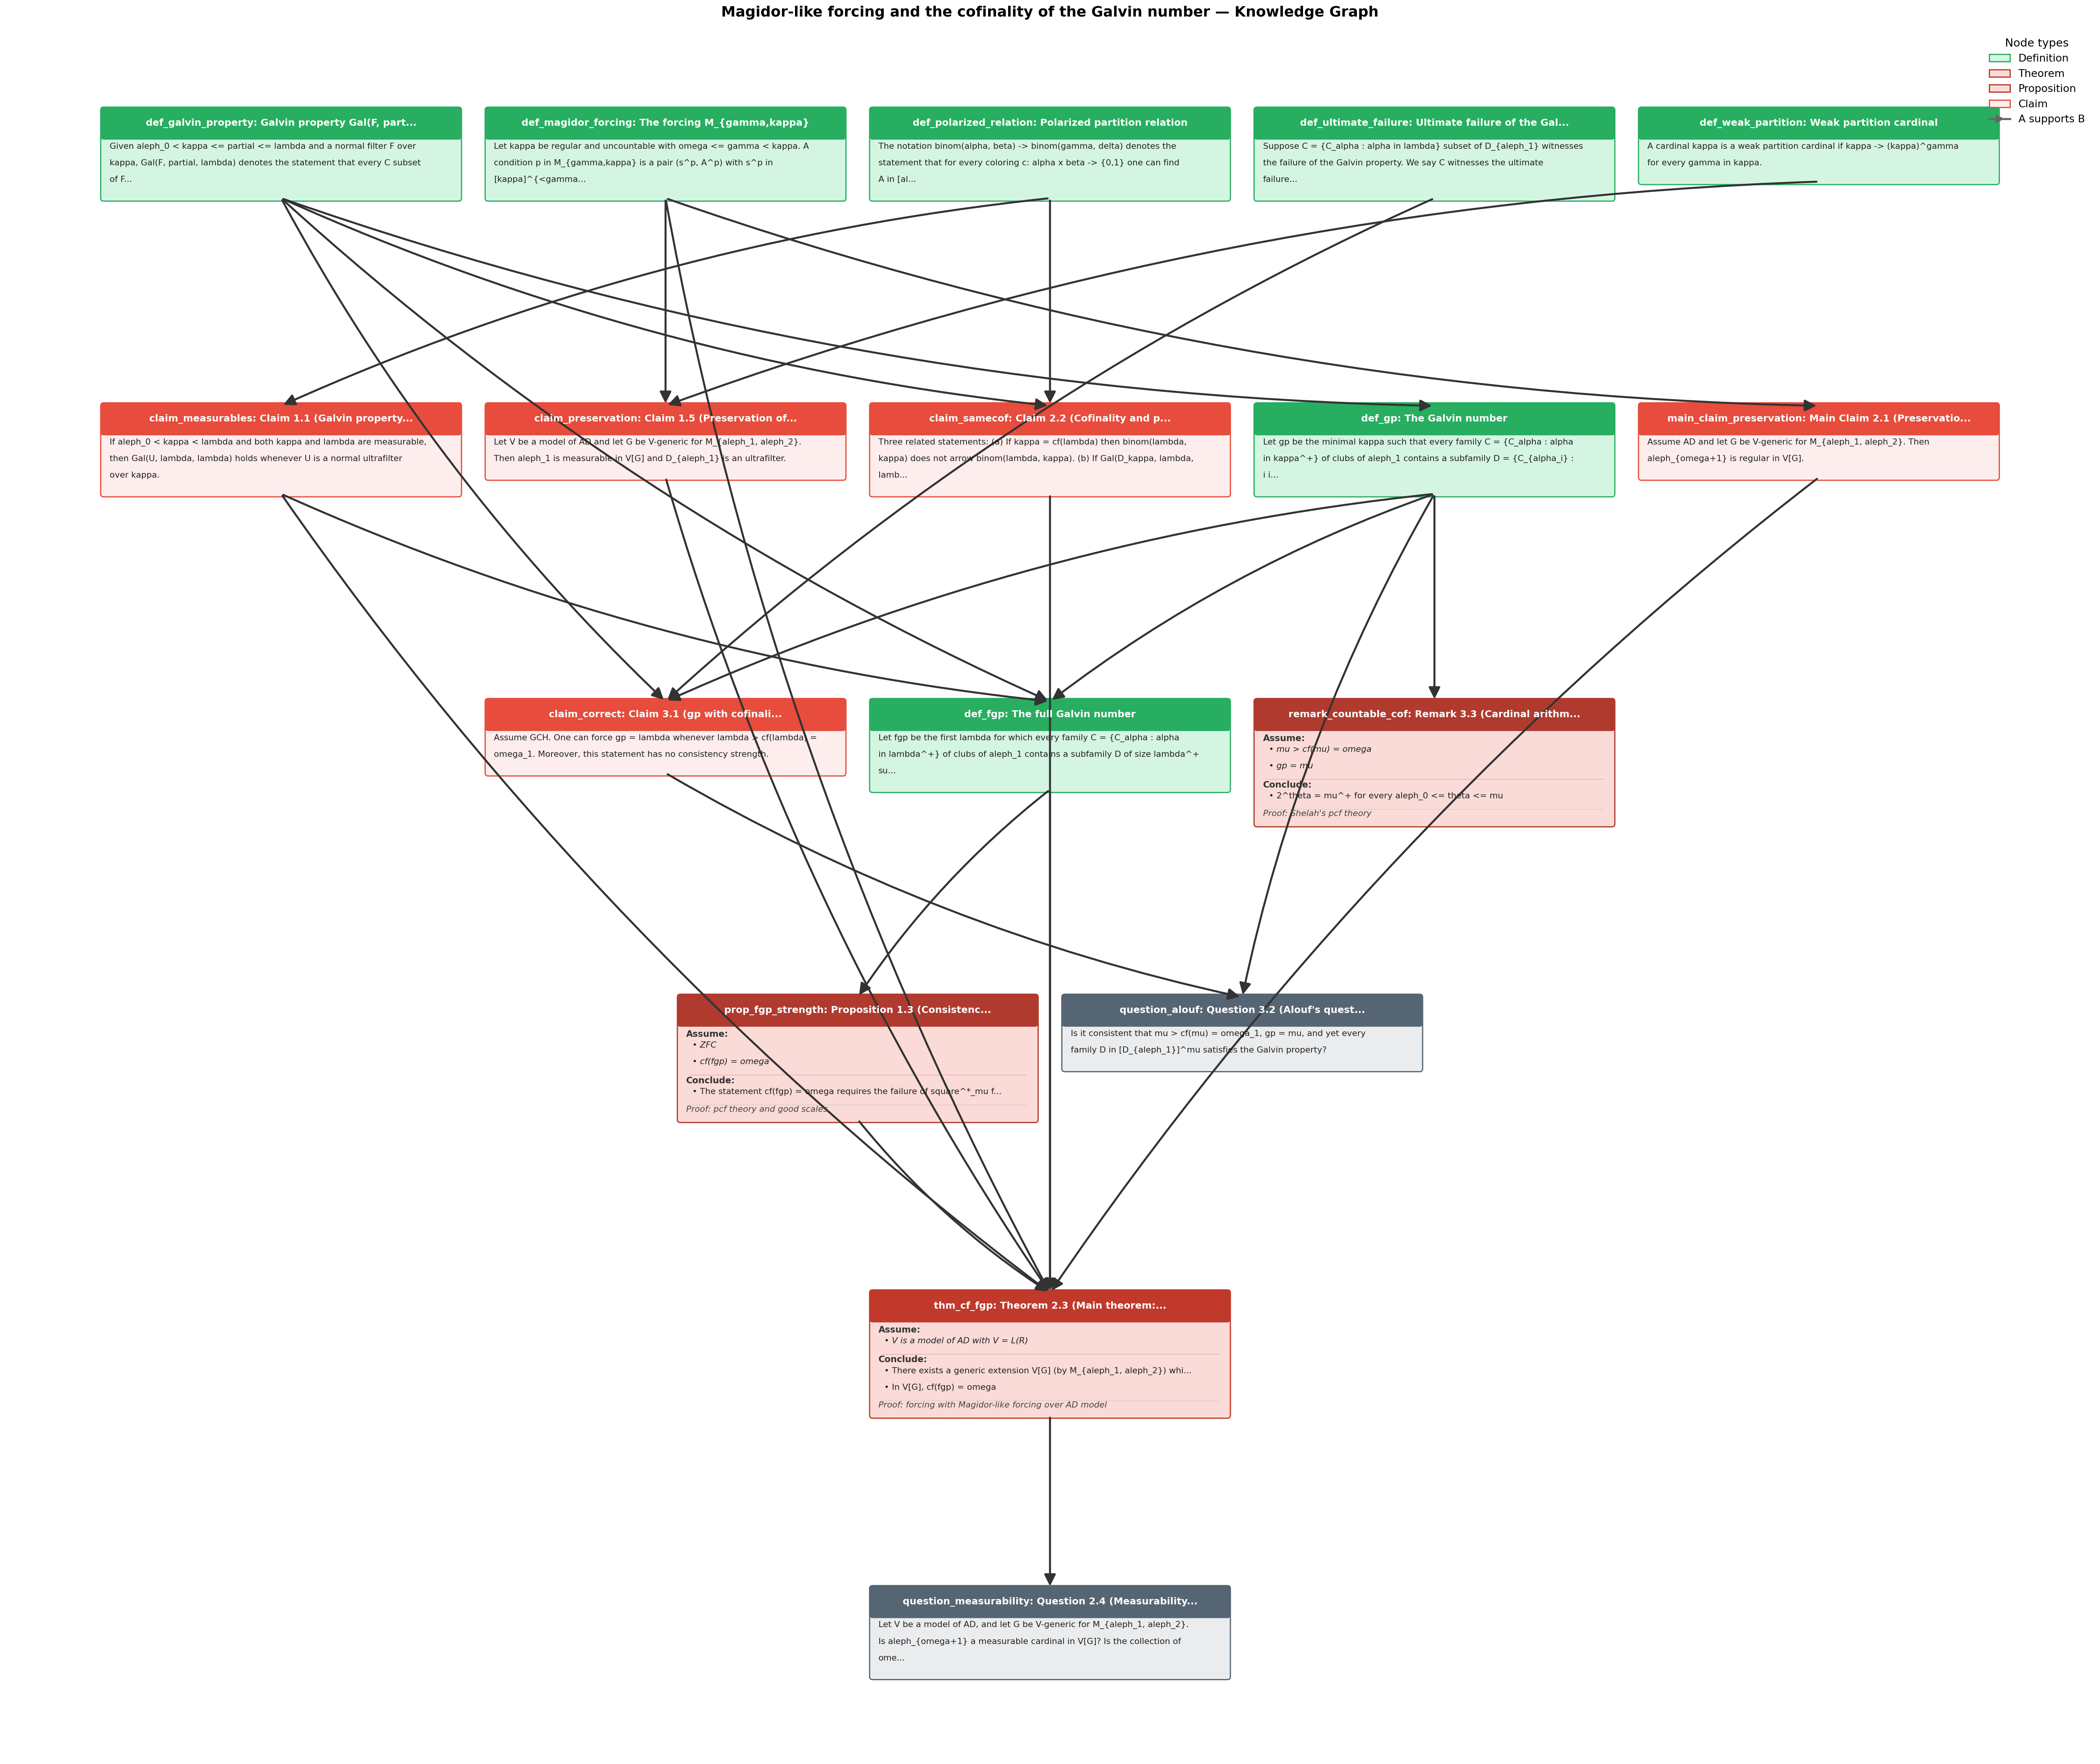 Magidor-like forcing and the cofinality of the Galvin number — Knowledge Graph
Node types
Definition
Theorem
Proposition
Claim
A supports B
def_galvin_property: Galvin property Gal(F, part...
Given aleph_0 < kappa <= partial <= lambda and a normal filter F over
kappa, Gal(F, partial, lambda) denotes the statement that every C subset
of F...
def_magidor_forcing: The forcing M_{gamma,kappa}
Let kappa be regular and uncountable with omega <= gamma < kappa. A
condition p in M_{gamma,kappa} is a pair (s^p, A^p) with s^p in
[kappa]^{<gamma...
def_polarized_relation: Polarized partition relation
The notation binom(alpha, beta) -> binom(gamma, delta) denotes the
statement that for every coloring c: alpha x beta -> {0,1} one can find
A in [al...
def_ultimate_failure: Ultimate failure of the Gal...
Suppose C = {C_alpha : alpha in lambda} subset of D_{aleph_1} witnesses
the failure of the Galvin property. We say C witnesses the ultimate
failure...
def_weak_partition: Weak partition cardinal
A cardinal kappa is a weak partition cardinal if kappa -> (kappa)^gamma
for every gamma in kappa.
claim_measurables: Claim 1.1 (Galvin property...
If aleph_0 < kappa < lambda and both kappa and lambda are measurable,
then Gal(U, lambda, lambda) holds whenever U is a normal ultrafilter
over kappa.
claim_preservation: Claim 1.5 (Preservation of...
Let V be a model of AD and let G be V-generic for M_{aleph_1, aleph_2}.
Then aleph_1 is measurable in V[G] and D_{aleph_1} is an ultrafilter.
claim_samecof: Claim 2.2 (Cofinality and p...
Three related statements: (a) If kappa = cf(lambda) then binom(lambda,
kappa) does not arrow binom(lambda, kappa). (b) If Gal(D_kappa, lambda,
lamb...
def_gp: The Galvin number
Let gp be the minimal kappa such that every family C = {C_alpha : alpha
in kappa^+} of clubs of aleph_1 contains a subfamily D = {C_{alpha_i} :
i i...
main_claim_preservation: Main Claim 2.1 (Preservatio...
Assume AD and let G be V-generic for M_{aleph_1, aleph_2}. Then
aleph_{omega+1} is regular in V[G].
claim_correct: Claim 3.1 (gp with cofinali...
Assume GCH. One can force gp = lambda whenever lambda > cf(lambda) =
omega_1. Moreover, this statement has no consistency strength.
def_fgp: The full Galvin number
Let fgp be the first lambda for which every family C = {C_alpha : alpha
in lambda^+} of clubs of aleph_1 contains a subfamily D of size lambda^+
su...
remark_countable_cof: Remark 3.3 (Cardinal arithm...
Assume:
• mu > cf(mu) = omega
• gp = mu
Conclude:
• 2^theta = mu^+ for every aleph_0 <= theta <= mu
Proof: Shelah's pcf theory
prop_fgp_strength: Proposition 1.3 (Consistenc...
Assume:
• ZFC
• cf(fgp) = omega
Conclude:
• The statement cf(fgp) = omega requires the failure of square^*_mu f...
Proof: pcf theory and good scales
question_alouf: Question 3.2 (Alouf's quest...
Is it consistent that mu > cf(mu) = omega_1, gp = mu, and yet every
family D in [D_{aleph_1}]^mu satisfies the Galvin property?
thm_cf_fgp: Theorem 2.3 (Main theorem:...
Assume:
• V is a model of AD with V = L(R)
Conclude:
• There exists a generic extension V[G] (by M_{aleph_1, aleph_2}) whi...
• In V[G], cf(fgp) = omega
Proof: forcing with Magidor-like forcing over AD model
question_measurability: Question 2.4 (Measurability...
Let V be a model of AD, and let G be V-generic for M_{aleph_1, aleph_2}.
Is aleph_{omega+1} a measurable cardinal in V[G]? Is the collection of
ome...